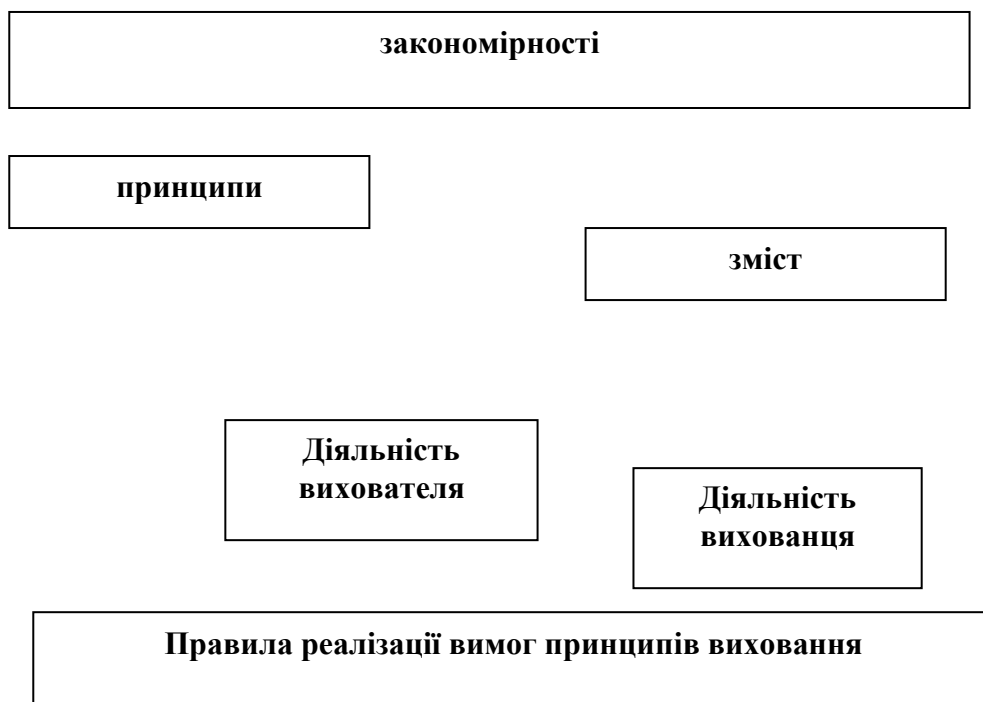 закономірності
принципи
зміст
Діяльність
вихователя
Діяльність
вихованця
Правила реалізації вимог принципів виховання